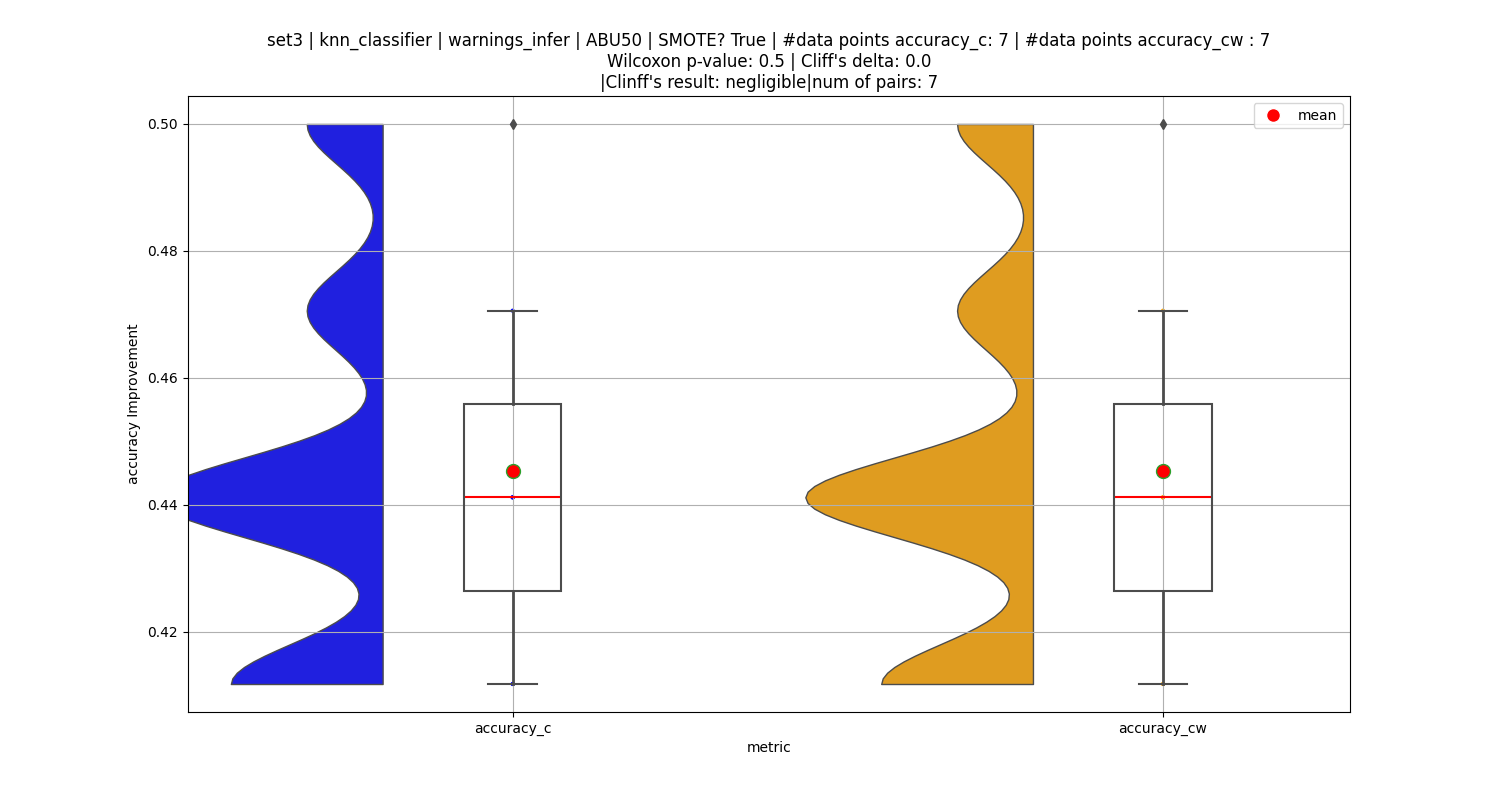 set3 | knn_classifier | warnings_infer | ABU50 | SMOTE? True | #data points accuracy_c: 7 | #data points accuracy_cw : 7
Wilcoxon p-value: 0.5 | Cliff's delta: 0.0
|Clinff's result: negligible|num of pairs: 7
mean
0.50
0.48
0.46
0.44
0.42
accuracy Improvement
accuracy_c
accuracy_cw
metric